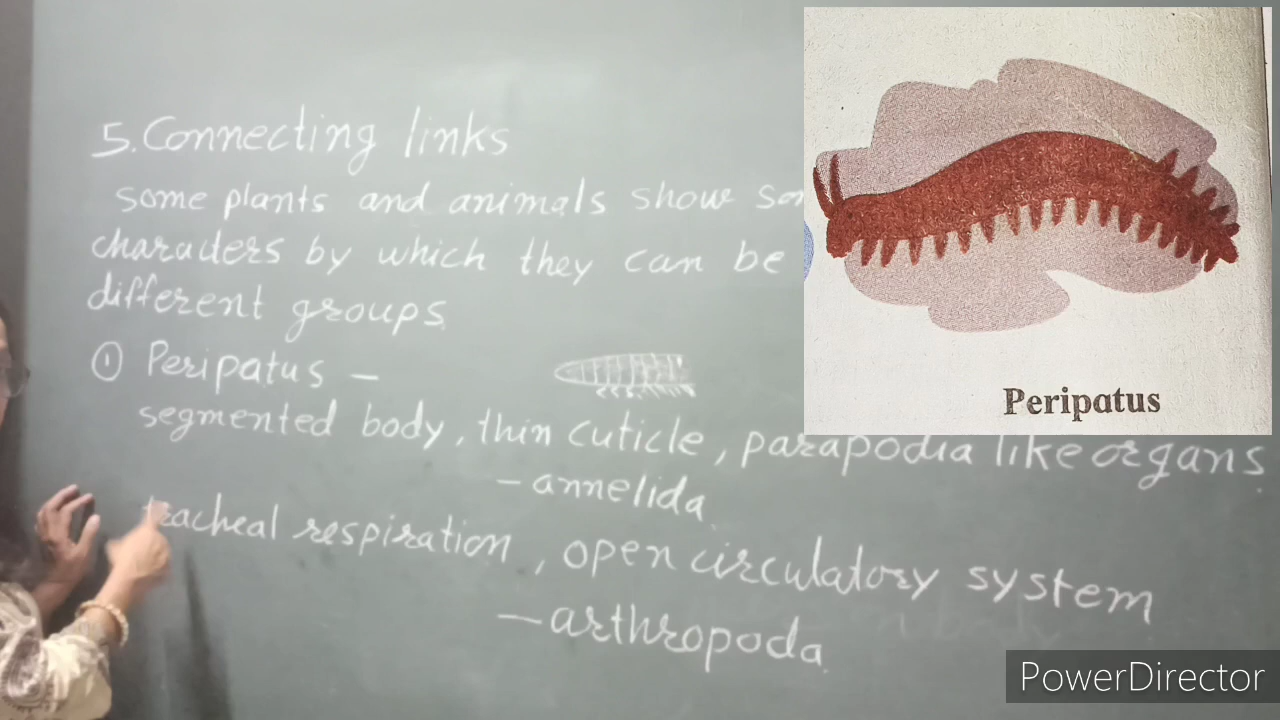 5. Connecting links
some plants and animals show
characters by which they can be
different groups.
① Peripatus —
segmented body, thin cuticle, parapodia like organs.
— annelida.
tracheal respiration, open circulatory system
— arthropoda.
Peripatus
PowerDirector